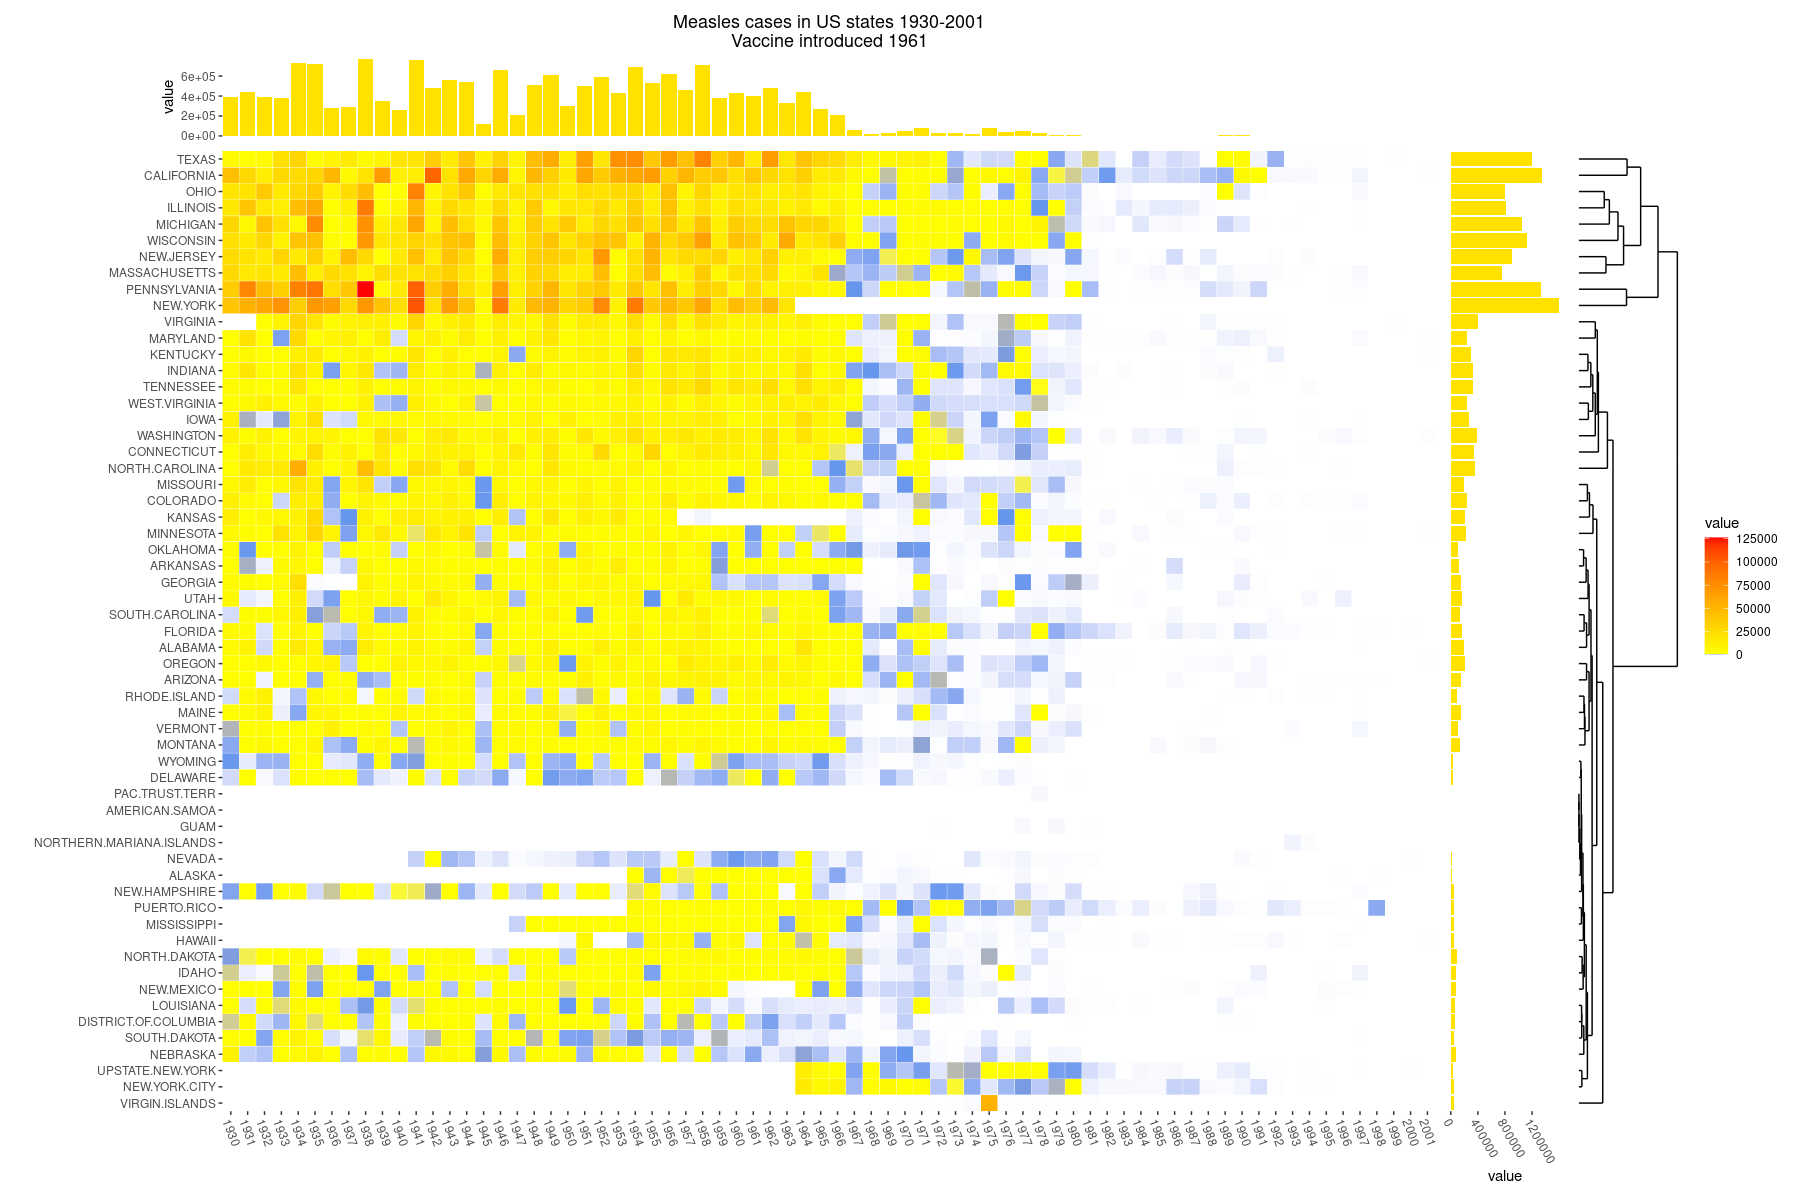 Measles cases in US states 1930-2001
Vaccine introduced 1961
value
6e+05
4e+05
2e+05
0e+00
TEXAS
CALIFORNIA
OHIO
ILLINOIS
MICHIGAN
WISCONSIN
NEW.JERSEY
MASSACHUSETTS
PENNSYLVANIA
NEW.YORK
VIRGINIA
MARYLAND
KENTUCKY
INDIANA
TENNESSEE
WEST.VIRGINIA
IOWA
WASHINGTON
CONNECTICUT
NORTH.CAROLINA
MISSOURI
COLORADO
KANSAS
MINNESOTA
OKLAHOMA
ARKANSAS
GEORGIA
UTAH
SOUTH.CAROLINA
FLORIDA
ALABAMA
OREGON
ARIZONA
RHODE.ISLAND
MAINE
VERMONT
MONTANA
WYOMING
DELAWARE
PAC.TRUST.TERR
AMERICAN.SAMOA
GUAM
NORTHERN.MARIANA.ISLANDS
NEVADA
ALASKA
NEW.HAMPSHIRE
PUERTO.RICO
MISSISSIPPI
HAWAII
NORTH.DAKOTA
IDAHO
NEW.MEXICO
LOUISIANA
DISTRICT.OF.COLUMBIA
SOUTH.DAKOTA
NEBRASKA
UPSTATE.NEW.YORK
NEW.YORK.CITY
VIRGIN.ISLANDS
1930 1931 1932 1933 1934 1935 1936 1937 1938 1939 1940 1941 1942 1943 1944 1945 1946 1947 1948 1949 1950 1951 1952 1953 1954 1955 1956 1957 1958 1959 1960 1961 1962 1963 1964 1965 1966 1967 1968 1969 1970 1971 1972 1973 1974 1975 1976 1977 1978 1979 1980 1981 1982 1983 1984 1985 1986 1987 1988 1989 1990 1991 1992 1993 1994 1995 1996 1997 1998 1999 2000 2001
0 400000 800000 1200000
value
value
125000
100000
75000
50000
25000
0